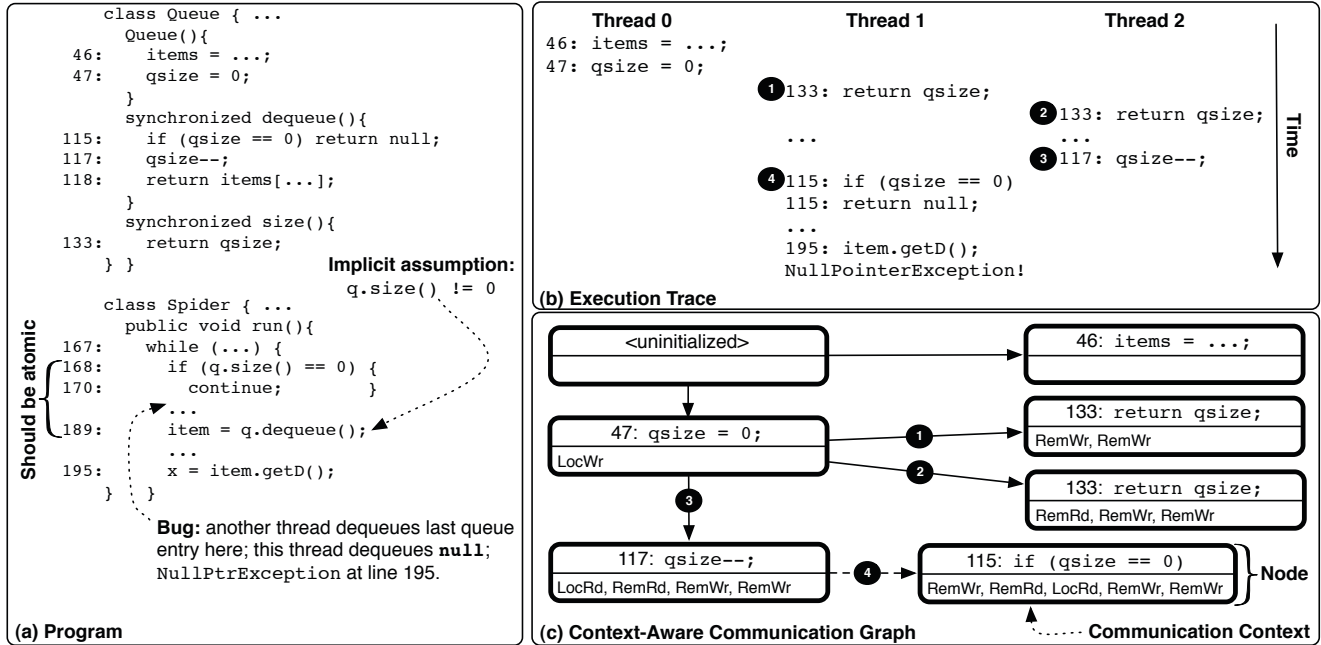 class Queue { ...
Queue(){
46: items = ...;
47: qsize = 0;
}
synchronized dequeue(){
115: if (qsize == 0) return null;
117: qsize--;
118: return items[...];
}
synchronized size(){
133: return qsize;
} }
Implicit assumption:
q.size() != 0
class Spider { ...
public void run(){
167: while (...) {
168: if (q.size() == 0) {
170: continue; }
...
189: item = q.dequeue();
...
195: x = item.getD();
} }
Should be atomic
Bug: another thread dequeues last queue
entry here; this thread dequeues null;
NullPtrException at line 195.
(a) Program
Thread 0 Thread 1 Thread 2
46: items = ...;
47: qsize = 0;
1 133: return qsize;
2 133: return qsize;
... ...
3 117: qsize--;
4 115: if (qsize == 0)
115: return null;
...
195: item.getD();
NullPointerException!
Time
(b) Execution Trace
<uninitialized>
46: items = ...;
47: qsize = 0;
LocWr
1
133: return qsize;
RemWr, RemWr
2
133: return qsize;
RemRd, RemWr, RemWr
3
117: qsize--;
LocRd, RemRd, RemWr, RemWr
4
115: if (qsize == 0)
RemWr, RemRd, LocRd, RemWr, RemWr
Node
(c) Context-Aware Communication Graph
Communication Context